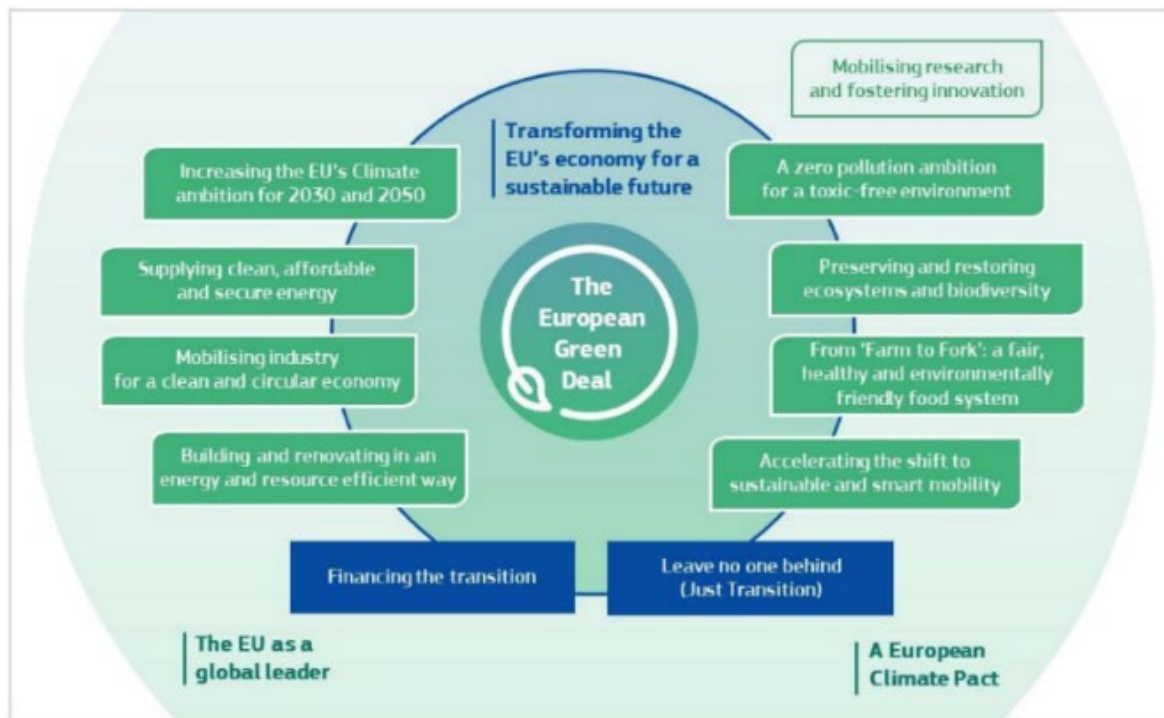 Mobilising research
and fostering innovation
Transforming the
EU's economy for a
sustainable future
Increasing the EU's Climate
ambition for 2030 and 2050
A zero pollution ambition
for a toxic-free environment
Supplying clean, affordable
and secure energy
Preserving and restoring
ecosystems and biodiversity
The
European
Green
Deal
Mobilising industry
for a clean and circular economy
From 'Farm to Fork': a fair,
healthy and environmentally
friendly food system
Building and renovating in an
energy and resource efficient way
Accelerating the shift to
sustainable and smart mobility
Financing the transition
Leave no one behind
(Just Transition)
The EU as a
global leader
A European
Climate Pact